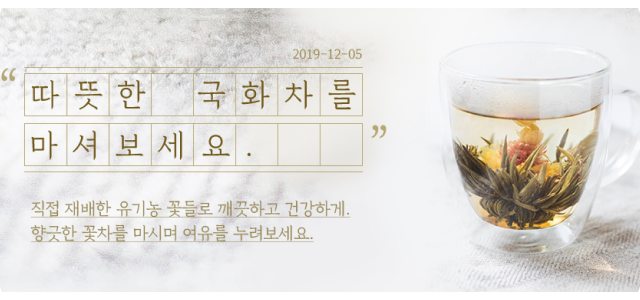 2019-12-05
“따뜻한 국화차를
마셔보세요.”
직접 재배한 유기농 꽃들로 깨끗하고 건강하게.
향긋한 꽃차를 마시며 여유를 누려보세요.